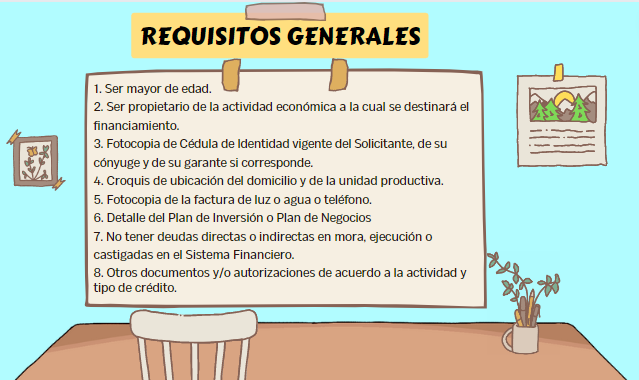 REQUISITOS GENERALES
1. Ser mayor de edad.
2. Ser propietario de la actividad económica a la cual se destinará el
financiamiento.
3. Fotocopia de Cédula de Identidad vigente del Solicitante, de su
cónyuge y de su garante si corresponde.
4. Croquis de ubicación del domicilio y de la unidad productiva.
5. Fotocopia de la factura de luz o agua o teléfono.
6. Detalle del Plan de Inversión o Plan de Negocios
7. No tener deudas directas o indirectas en mora, ejecución o
castigadas en el Sistema Financiero.
8. Otros documentos y/o autorizaciones de acuerdo a la actividad y
tipo de crédito.